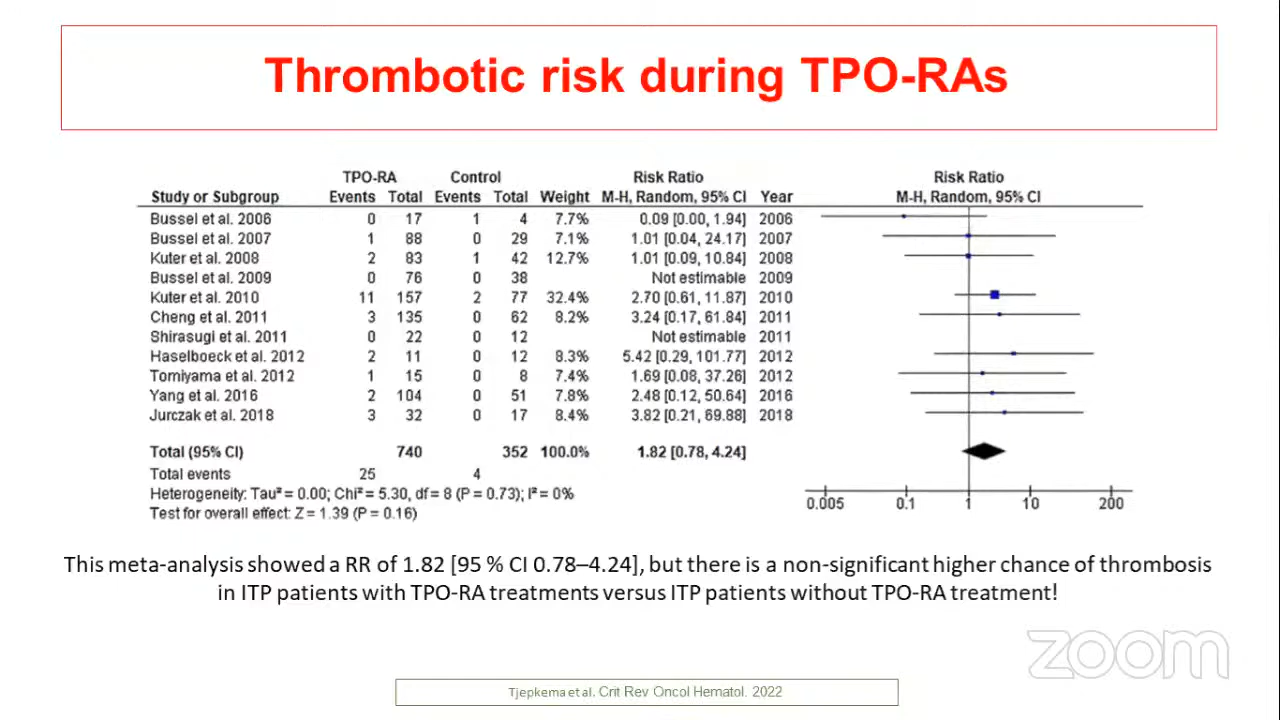 Thrombotic risk during TPO-RAs
TPO-RA Control Risk Ratio Risk Ratio
Study or Subgroup Events Total Events Total Weight M-H, Random, 95% CI Year M-H, Random, 95% CI
Bussel et al. 2006 0 17 1 4 7.7% 0.09 [0.00, 1.94] 2006
Bussel et al. 2007 1 88 0 29 7.1% 1.01 [0.04, 24.17] 2007
Kuter et al. 2008 2 83 1 42 12.7% 1.01 [0.09, 10.84] 2008
Bussel et al. 2009 0 76 0 38 Not estimable 2009
Kuter et al. 2010 11 157 2 77 32.4% 2.70 [0.61, 11.87] 2010
Cheng et al. 2011 3 135 0 62 8.2% 3.24 [0.17, 61.84] 2011
Shirasugi et al. 2011 0 22 0 12 Not estimable 2011
Haselboeck et al. 2012 2 11 0 12 8.3% 5.42 [0.29, 101.77] 2012
Tomiyama et al. 2012 1 15 0 8 7.4% 1.69 [0.08, 37.26] 2012
Yang et al. 2016 2 104 0 51 7.8% 2.48 [0.12, 50.64] 2016
Jurczak et al. 2018 3 32 0 17 8.4% 3.82 [0.21, 69.88] 2018
Total (95% CI) 740 352 100.0% 1.82 [0.78, 4.24]
Total events 25 4
Heterogeneity: Tau² = 0.00; Chi² = 5.30, df = 8 (P = 0.73); I² = 0%
Test for overall effect: Z = 1.39 (P = 0.16)
0.005 0.1 1 10 200
This meta-analysis showed a RR of 1.82 [95 % CI 0.78–4.24], but there is a non-significant higher chance of thrombosis
in ITP patients with TPO-RA treatments versus ITP patients without TPO-RA treatment!
zoom
Tjepkema et al. Crit Rev Oncol Hematol. 2022